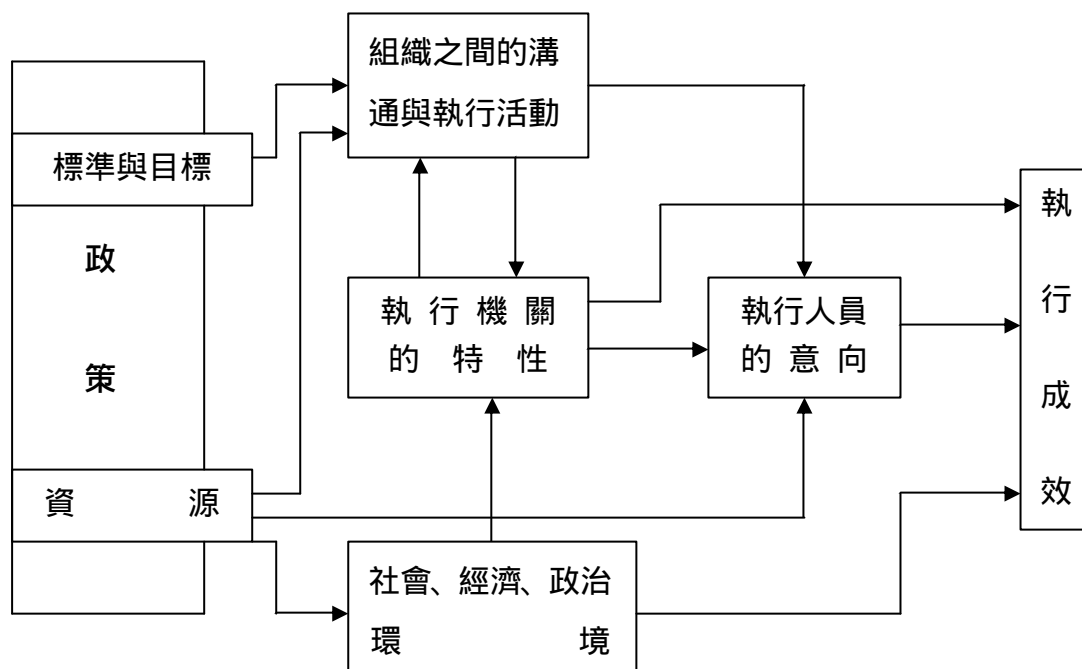 組織之間的溝
通與執行活動
標準與目標
政
策
資 源
執 行 機 關
的 特 性
執行人員
的 意 向
社會、經濟、政治
環 境
執
行
成
效